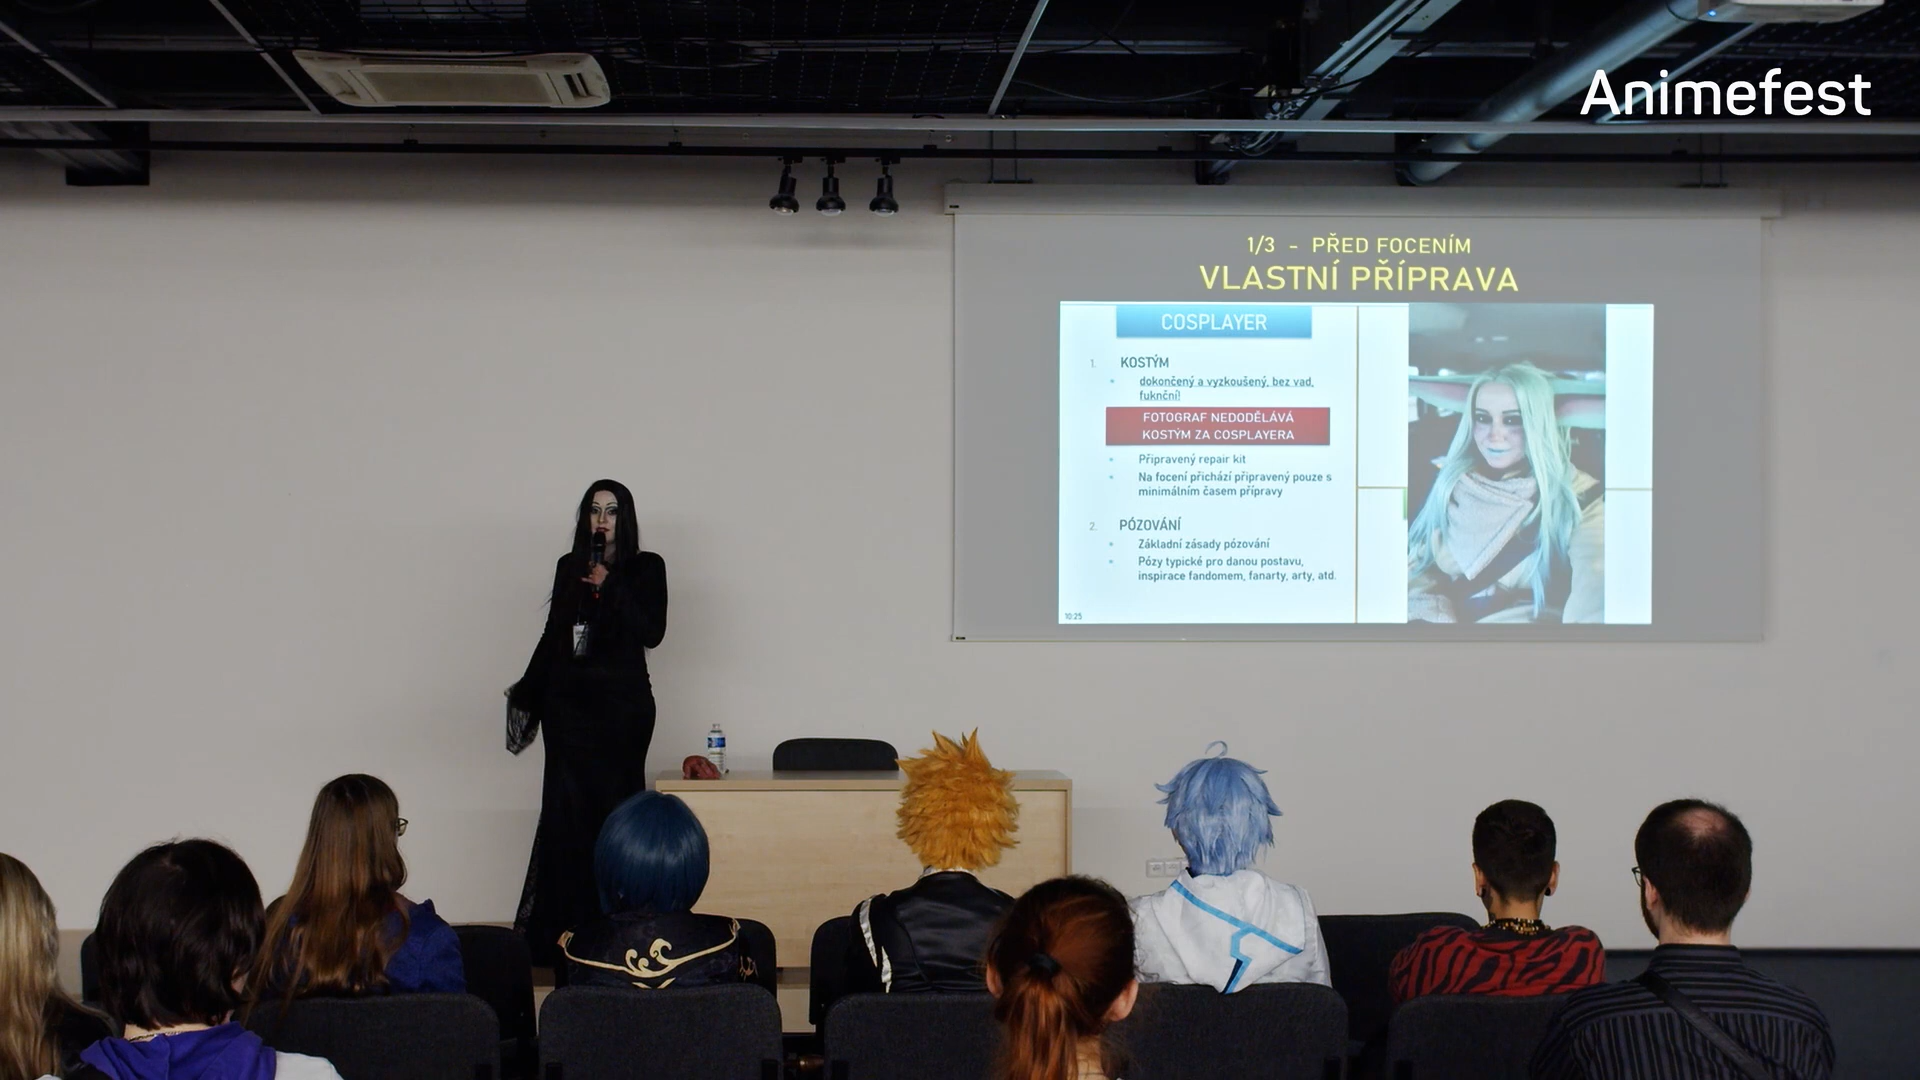 Animefest
1/3 - PŘED FOCENÍM
VLASTNÍ PŘÍPRAVA
COSPLAYER
1. KOSTÝM
dokončený a vyzkoušený, bez vad,
fuknční!
FOTOGRAF NEDODĚLÁVÁ
KOSTÝM ZA COSPLAYERA
Připravený repair kit
Na focení přichází připravený pouze s
minimálním časem přípravy
2. PÓZOVÁNÍ
Základní zásady pózování
Pózy typické pro danou postavu,
inspirace fandomem, fanarty, arty, atd.
10:25